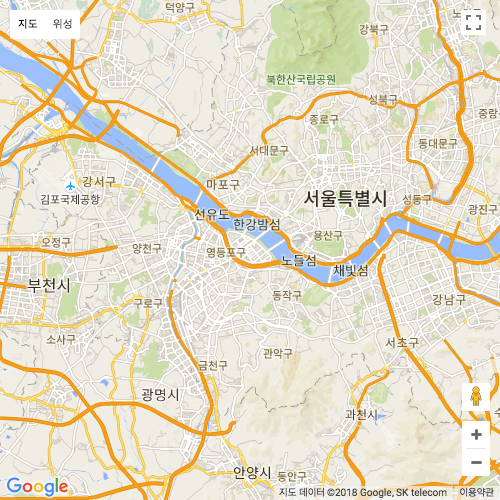 덕양구
노원구
지도 위성
강북구
북한산국립공원
성북구
중랑
종로구
동대문구
서대문구
강서구
마포구
김포국제공항
서울특별시
성동구
선유도
광진구
한강밤섬
오정구
양천구
용산구
영등포구
노들섬
채빛섬
부천시
구로구
동작구
강남구
소사구
서초구
관악구
금천구
광명시
과천시
안양시
동안구
Google
지도 데이터 ©2018 Google, SK telecom
이용약관